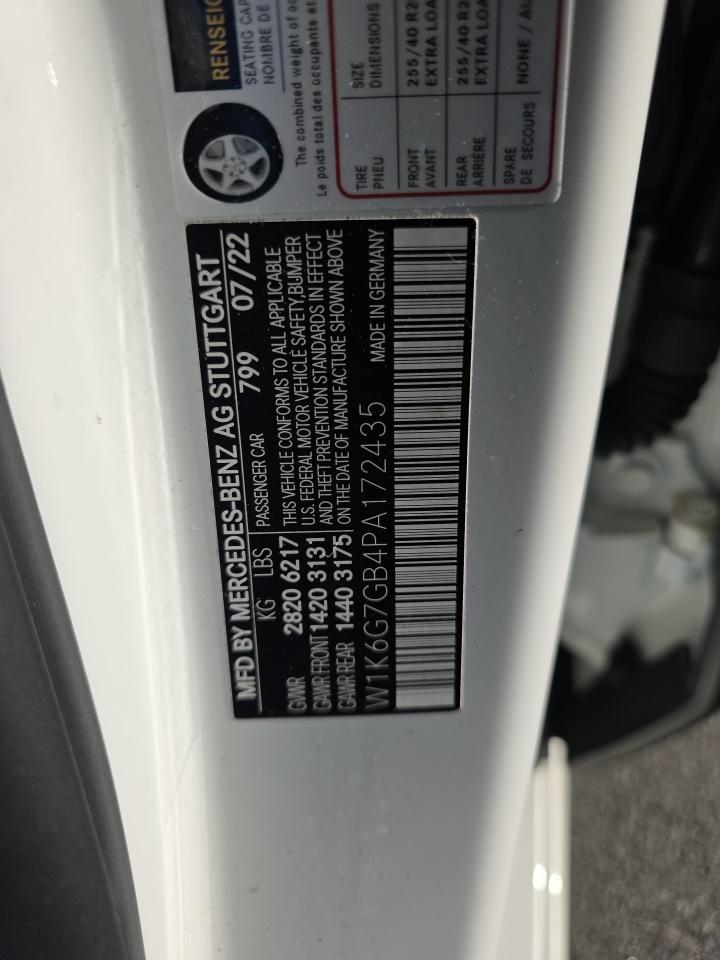 RENSEIG
SEATING CAP
NOMBRE DE
The combined weight of oc
Le poids total des occupants et
TIRE SIZE
PNEU DIMENSIONS
FRONT 255/40 R2
AVANT EXTRA LOA
REAR 255/40 R2
ARRIÈRE EXTRA LOA
SPARE NONE / AU
DE SECOURS
MFD BY MERCEDES-BENZ AG STUTTGART
KG LBS PASSENGER CAR 799 07/22
GVWR 2820 6217 THIS VEHICLE CONFORMS TO ALL APPLICABLE
U.S. FEDERAL MOTOR VEHICLE SAFETY,BUMPER
GAWR FRONT 1420 3131 AND THEFT PREVENTION STANDARDS IN EFFECT
GAWR REAR 1440 3175 ON THE DATE OF MANUFACTURE SHOWN ABOVE
W1K6G7GB4PA172435 MADE IN GERMANY